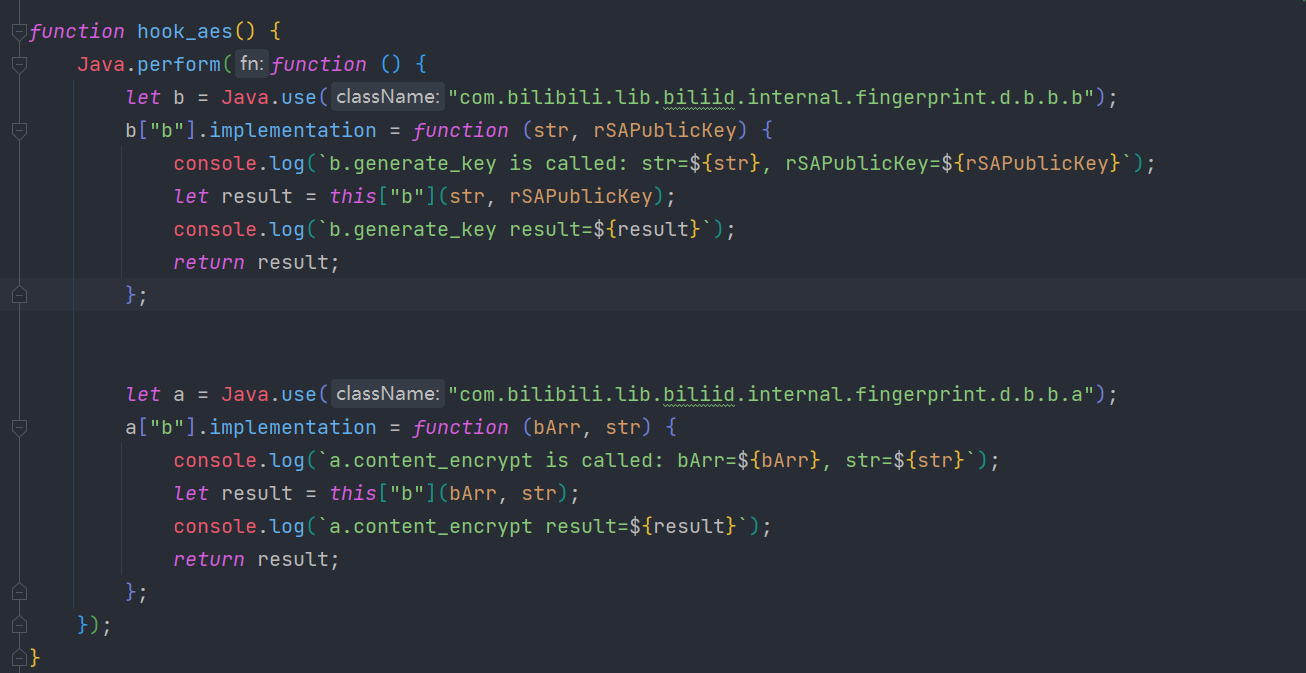 function hook_aes() {
    Java.perform( fn: function () {
        let b = Java.use( className: "com.bilibili.lib.biliid.internal.fingerprint.d.b.b.b");
        b["b"].implementation = function (str, rSAPublicKey) {
            console.log(`b.generate_key is called: str=${str}, rSAPublicKey=${rSAPublicKey}`);
            let result = this["b"](str, rSAPublicKey);
            console.log(`b.generate_key result=${result}`);
            return result;
        };
        let a = Java.use( className: "com.bilibili.lib.biliid.internal.fingerprint.d.b.b.a");
        a["b"].implementation = function (bArr, str) {
            console.log(`a.content_encrypt is called: bArr=${bArr}, str=${str}`);
            let result = this["b"](bArr, str);
            console.log(`a.content_encrypt result=${result}`);
            return result;
        };
    });
}